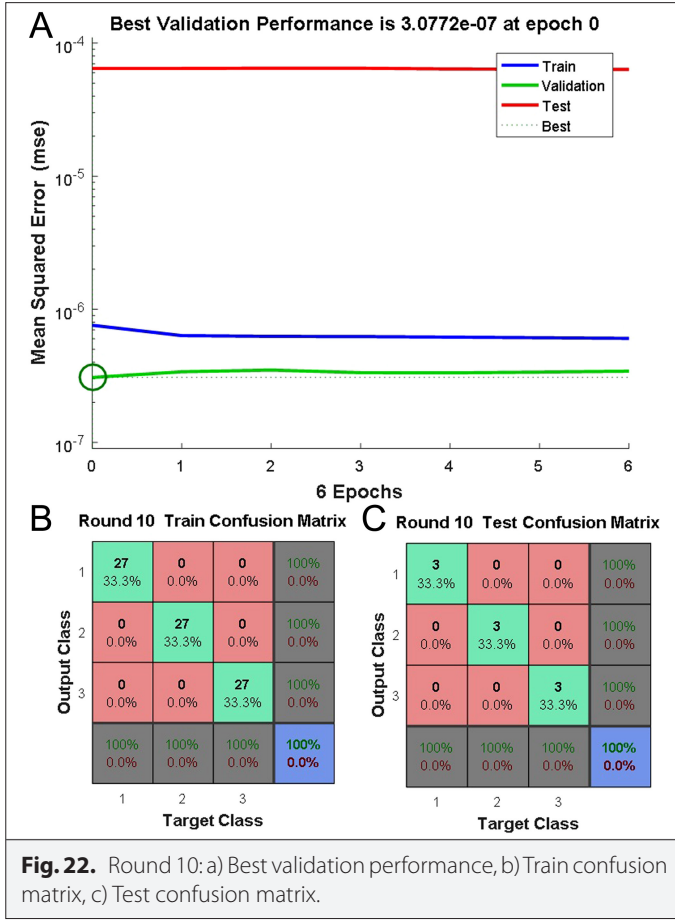 A
Best Validation Performance is 3.0772e-07 at epoch 0
10-4
10-5
10-6
10-7
Mean Squared Error (mse)
Train
Validation
Test
Best
0 1 2 3 4 5 6
6 Epochs
B
Round 10 Train Confusion Matrix
Output Class
1
27 0 0 100%
33.3% 0.0% 0.0% 0.0%
2
0 27 0 100%
0.0% 33.3% 0.0% 0.0%
3
0 0 27 100%
0.0% 0.0% 33.3% 0.0%
100% 100% 100% 100%
0.0% 0.0% 0.0% 0.0%
1 2 3
Target Class
C
Round 10 Test Confusion Matrix
Output Class
1
3 0 0 100%
33.3% 0.0% 0.0% 0.0%
2
0 3 0 100%
0.0% 33.3% 0.0% 0.0%
3
0 0 3 100%
0.0% 0.0% 33.3% 0.0%
100% 100% 100% 100%
0.0% 0.0% 0.0% 0.0%
1 2 3
Target Class
Fig. 22. Round 10: a) Best validation performance, b) Train confusion
matrix, c) Test confusion matrix.